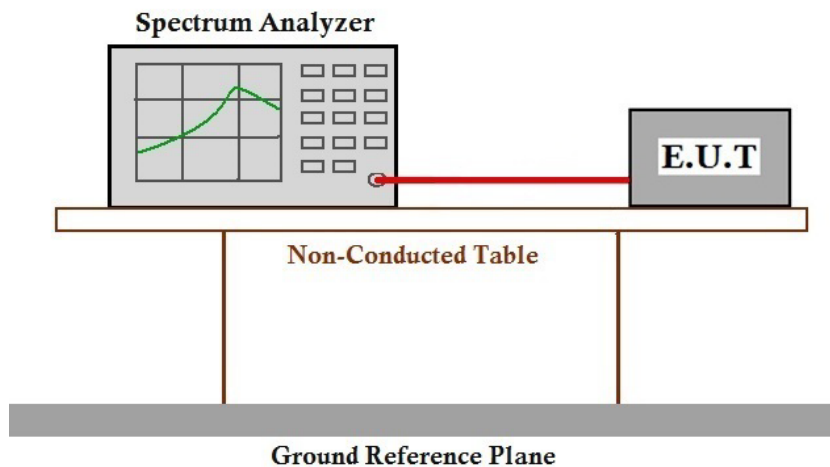 Spectrum Analyzer
E.U.T
Non-Conducted Table
Ground Reference Plane